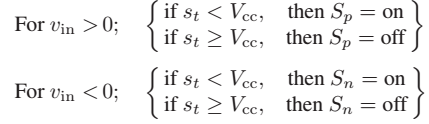 For v_in > 0; { if s_t < V_cc, then S_p = on
if s_t ≥ V_cc, then S_p = off }
For v_in < 0; { if s_t < V_cc, then S_n = on
if s_t ≥ V_cc, then S_n = off }